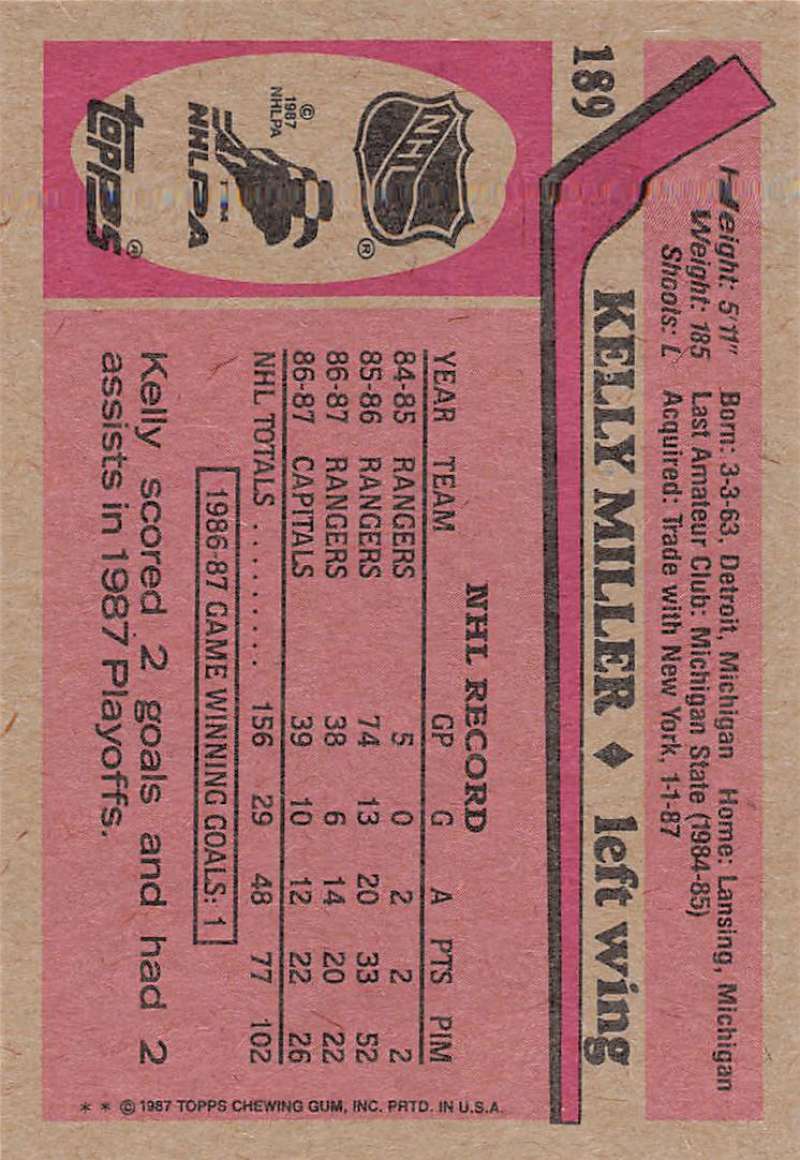 189
Height: 5'11" Born: 3-3-63, Detroit, Michigan Home: Lansing, Michigan
Weight: 185 Last Amateur Club: Michigan State (1984-85)
Shoots: L Acquired: Trade with New York, 1-1-87
KELLY MILLER ♦ left wing
NHL
®
© 1987
NHLPA
TM
NHLPA
Topps ®
NHL RECORD
YEAR TEAM GP G A PTS PIM
84-85 RANGERS 5 0 2 2 2
85-86 RANGERS 74 13 20 33 52
86-87 RANGERS 38 6 14 20 22
86-87 CAPITALS 39 10 12 22 26
NHL TOTALS .......... 156 29 48 77 102
1986-87 GAME WINNING GOALS: 1
Kelly scored 2 goals and had 2
assists in 1987 Playoffs.
* * © 1987 TOPPS CHEWING GUM, INC. PRTD. IN U.S.A.